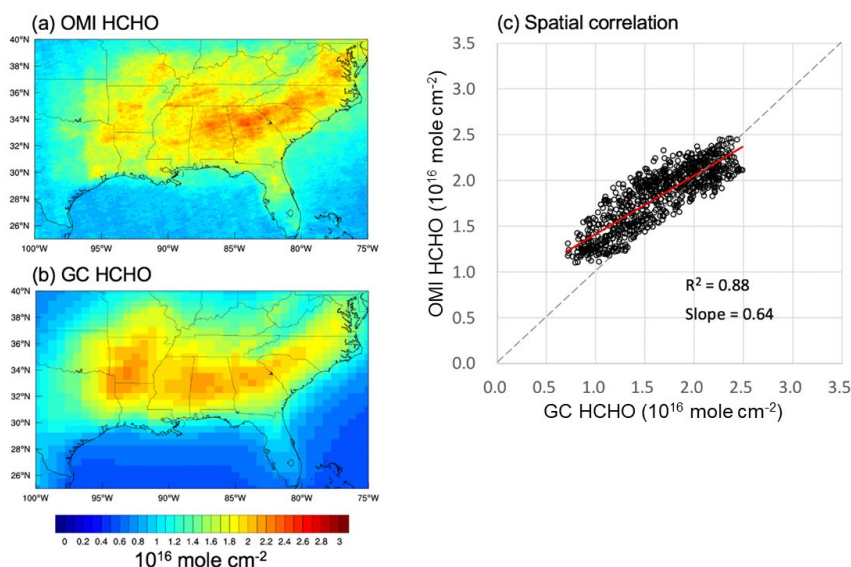 (a) OMI HCHO
40°N
38°N
36°N
34°N
32°N
30°N
28°N
26°N
100°W 95°W 90°W 85°W 80°W 75°W
(b) GC HCHO
40°N
38°N
36°N
34°N
32°N
30°N
28°N
26°N
100°W 95°W 90°W 85°W 80°W 75°W
0 0.2 0.4 0.6 0.8 1 1.2 1.4 1.6 1.8 2 2.2 2.4 2.6 2.8 3
10¹⁶ mole cm⁻²
(c) Spatial correlation
OMI HCHO (10¹⁶ mole cm⁻²)
3.5
3.0
2.5
2.0
1.5
1.0
0.5
0.0
R² = 0.88
Slope = 0.64
0.0 0.5 1.0 1.5 2.0 2.5 3.0 3.5
GC HCHO (10¹⁶ mole cm⁻²)